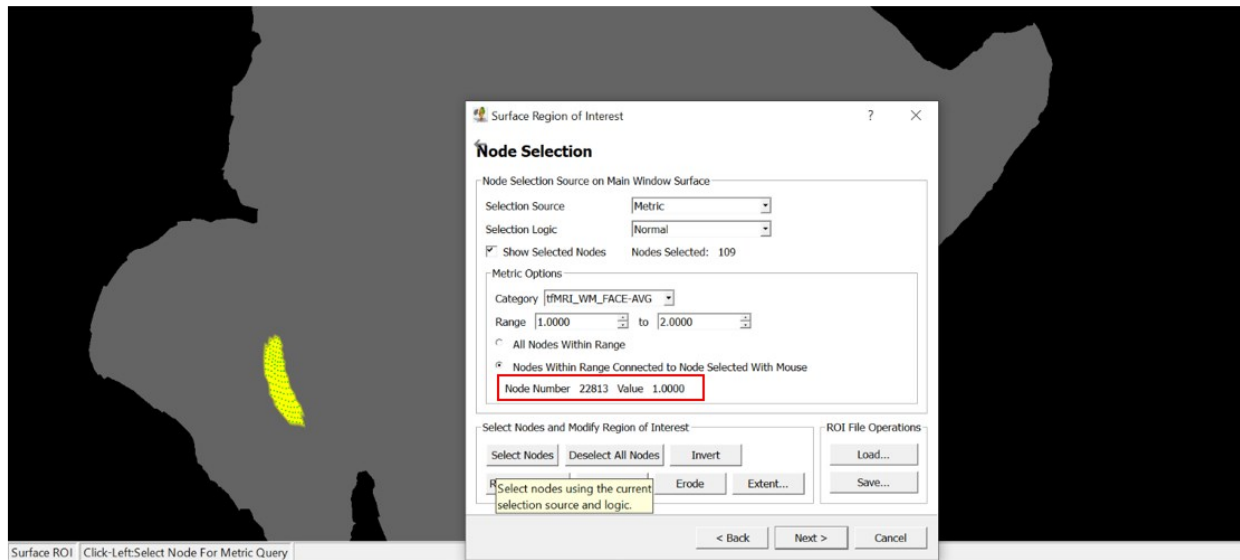 Surface Region of Interest
? ×
Node Selection
Node Selection Source on Main Window Surface
Selection Source Metric
Selection Logic Normal
Show Selected Nodes Nodes Selected: 109
Metric Options
Category tfMRI_WM_FACE-AVG
Range 1.0000 to 2.0000
All Nodes Within Range
Nodes Within Range Connected to Node Selected With Mouse
Node Number 22813 Value 1.0000
Select Nodes and Modify Region of Interest
Select Nodes Deselect All Nodes Invert
R Erode Extent...
Select nodes using the current
selection source and logic.
ROI File Operations
Load...
Save...
< Back Next > Cancel
Surface ROI Click-Left:Select Node For Metric Query